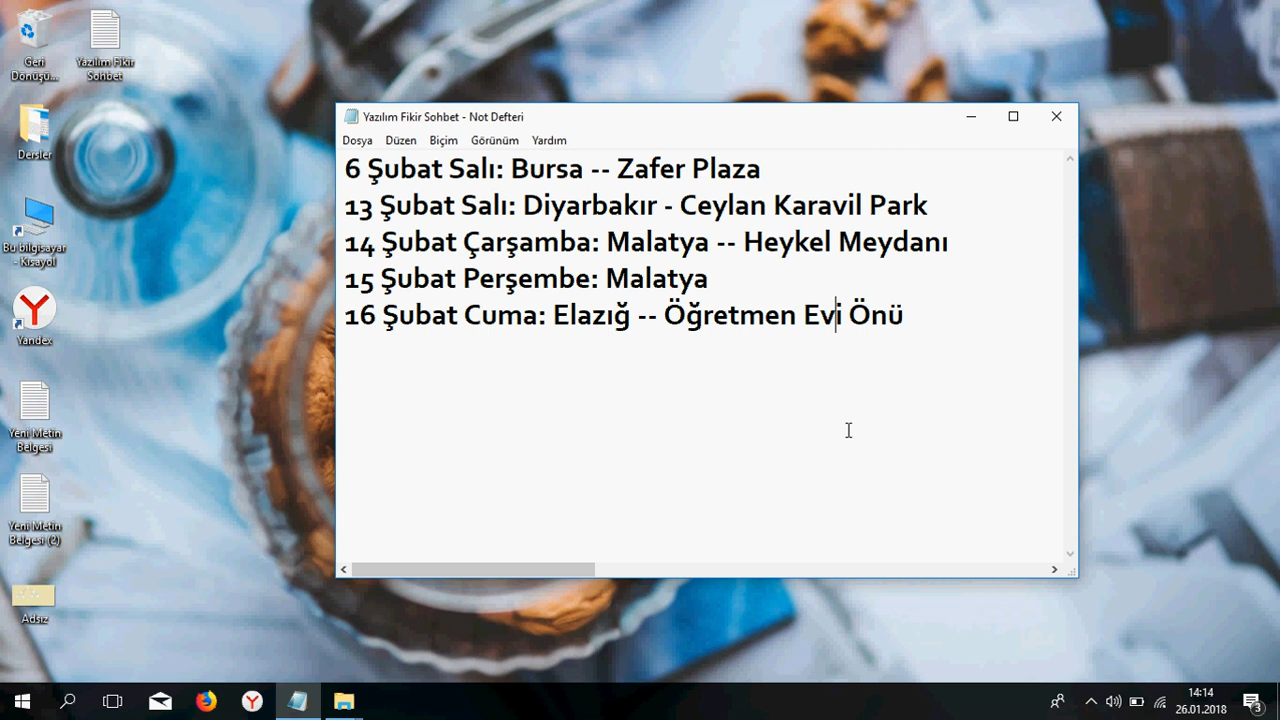 Geri Dönüşü...
Yazılım Fikir Sohbet
Dersler
Bu bilgisayar - Kısayol
Yandex
Yeni Metin Belgesi
Yeni Metin Belgesi (2)
Adsız
Yazılım Fikir Sohbet - Not Defteri
Dosya Düzen Biçim Görünüm Yardım
6 Şubat Salı: Bursa -- Zafer Plaza
13 Şubat Salı: Diyarbakır - Ceylan Karavil Park
14 Şubat Çarşamba: Malatya -- Heykel Meydanı
15 Şubat Perşembe: Malatya
16 Şubat Cuma: Elazığ -- Öğretmen Evi Önü
14:14
26.01.2018
3